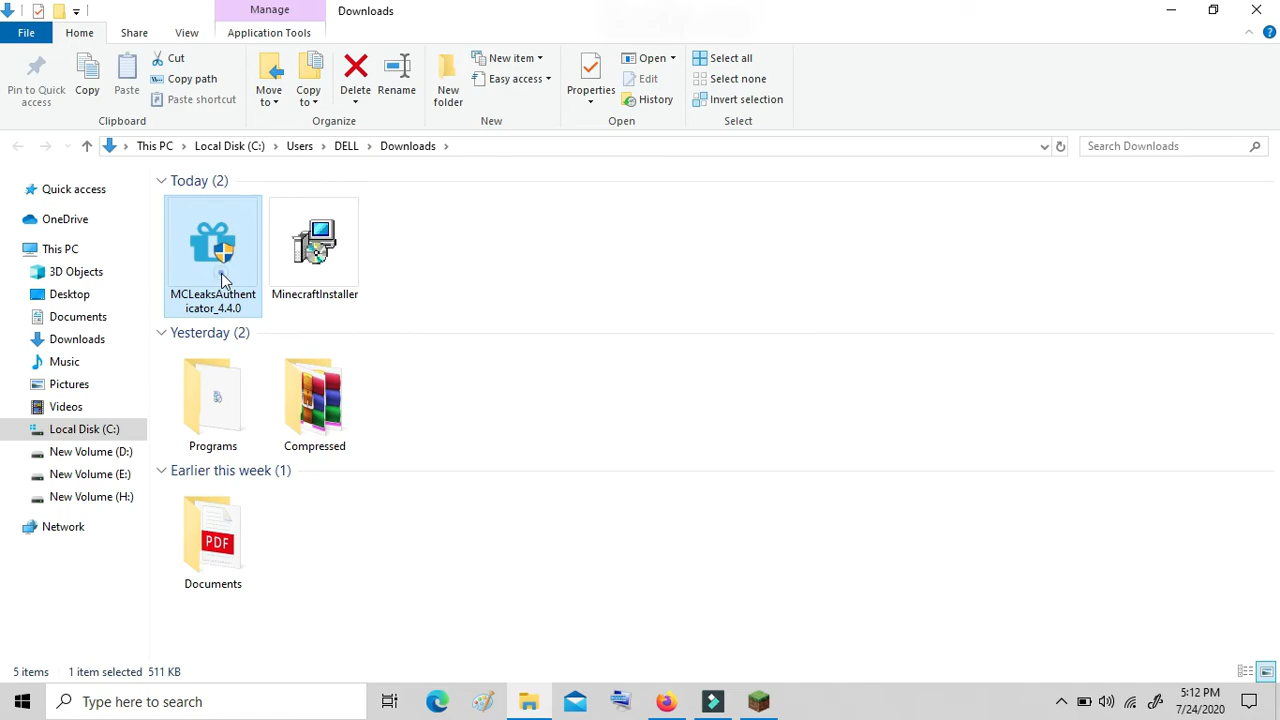 Manage
Downloads
File
Home
Share
View
Application Tools
Pin to Quick
access
Copy
Paste
Cut
Copy path
Paste shortcut
Clipboard
Move
to
Copy
to
Delete
Rename
Organize
New
folder
New item
Easy access
New
Properties
Open
Edit
History
Open
Select all
Select none
Invert selection
Select
This PC
Local Disk (C:)
Users
DELL
Downloads
Search Downloads
Quick access
OneDrive
This PC
3D Objects
Desktop
Documents
Downloads
Music
Pictures
Videos
Local Disk (C:)
New Volume (D:)
New Volume (E:)
New Volume (H:)
Network
Today (2)
MCLeaksAuthent
icator_4.4.0
MinecraftInstaller
Yesterday (2)
Programs
Compressed
Earlier this week (1)
PDF
Documents
5 items
1 item selected 511 KB
Type here to search
5:12 PM
7/24/2020